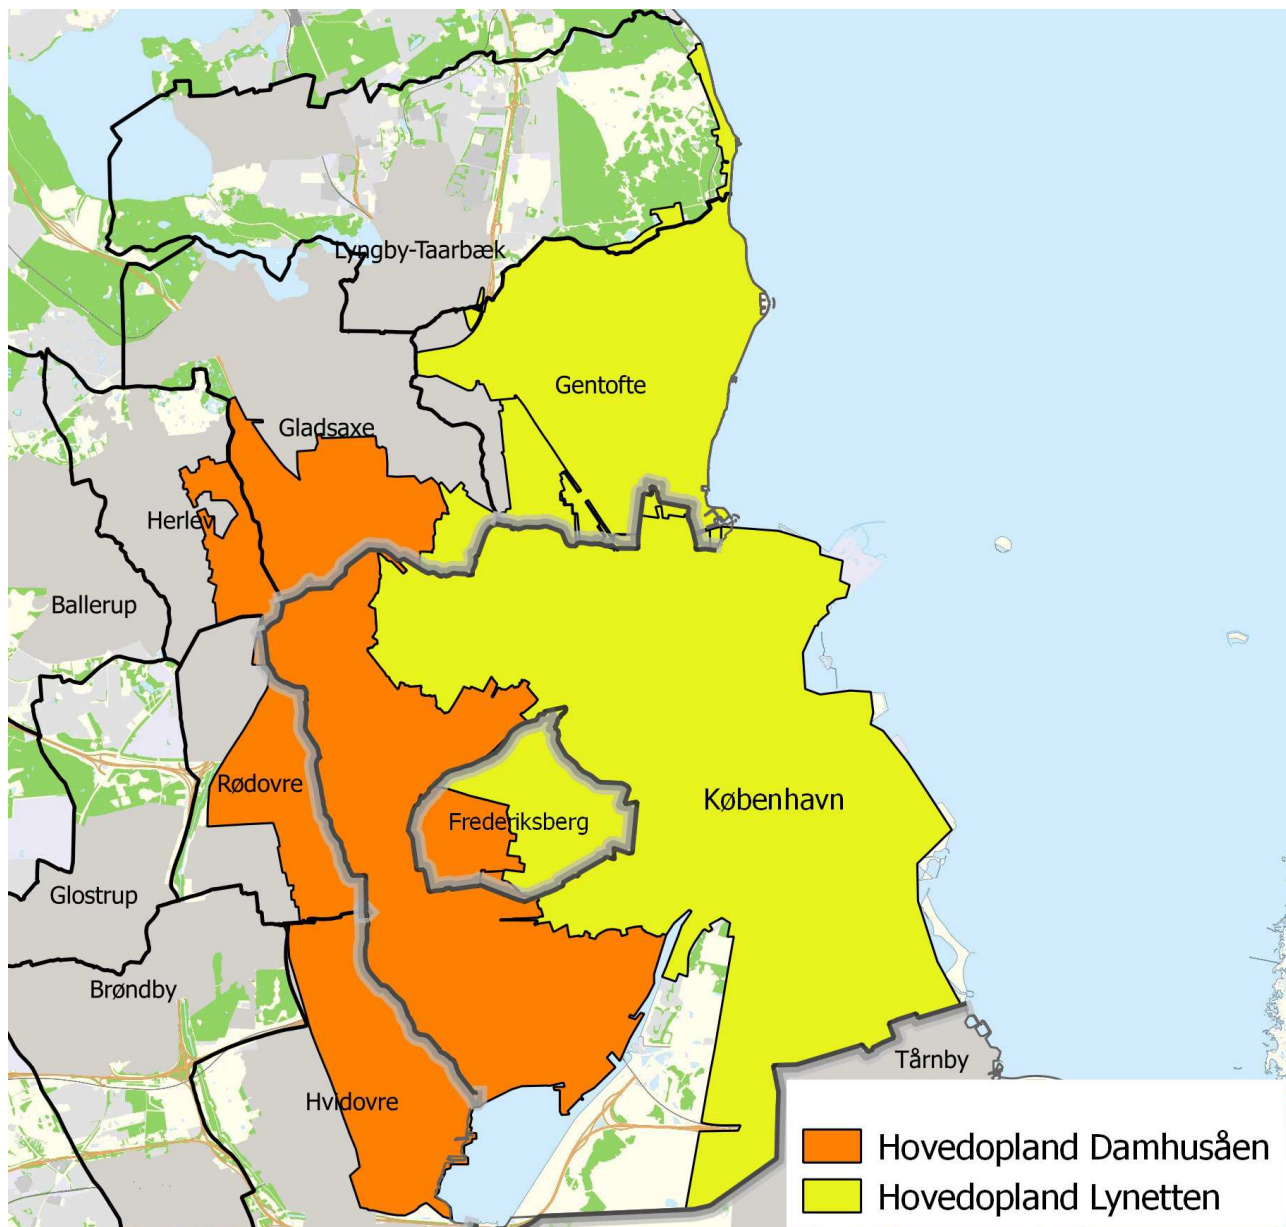 Lyngby-Taarbæk
Gentofte
Gladsaxe
Herlev
Ballerup
Rødovre
København
Frederiksberg
Glostrup
Brøndby
Tårnby
Hvidovre
Hovedopland Damhusåen
Hovedopland Lynetten